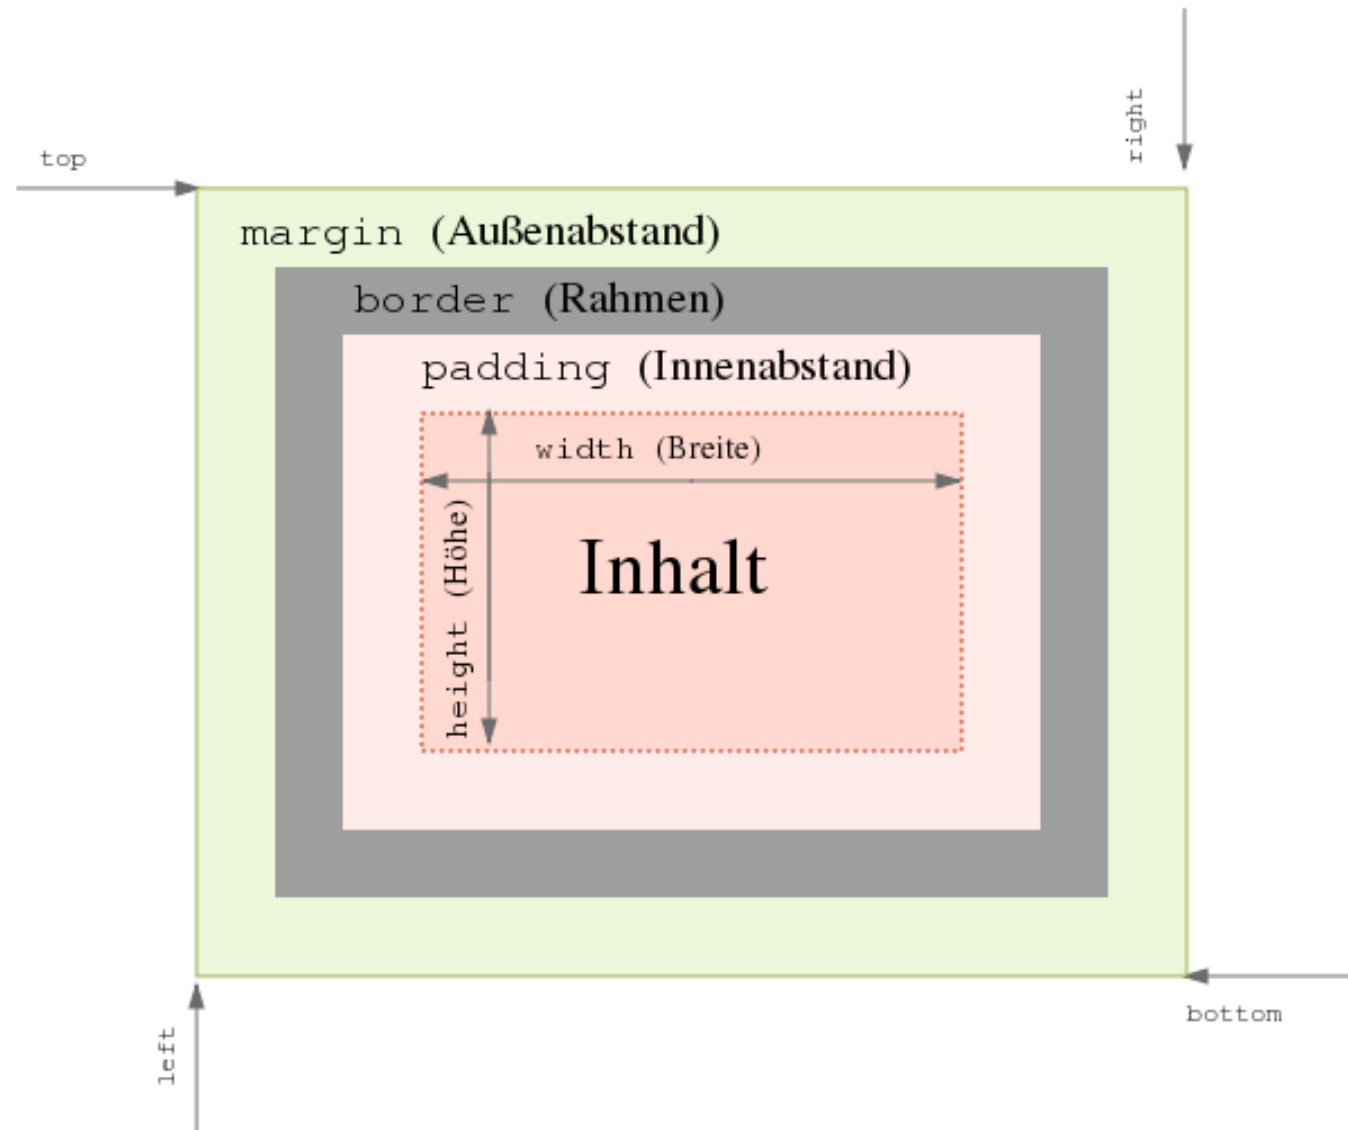 right
top
margin (Außenabstand)
border (Rahmen)
padding (Innenabstand)
width (Breite)
height (Höhe)
Inhalt
bottom
left